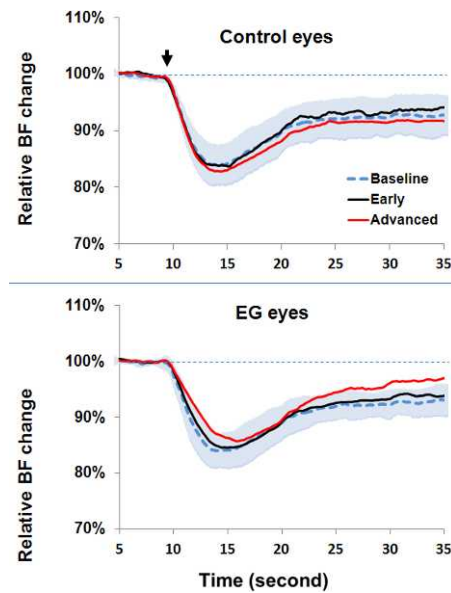 Control eyes
Relative BF change
110%
100%
90%
80%
70%
Baseline
Early
Advanced
5 10 15 20 25 30 35
EG eyes
Relative BF change
110%
100%
90%
80%
70%
5 10 15 20 25 30 35
Time (second)